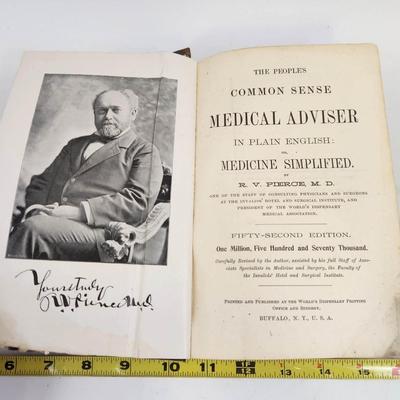 Yours truly
R.V. Pierce M.D.
THE PEOPLE'S
COMMON SENSE
MEDICAL ADVISER
IN PLAIN ENGLISH:
OR,
MEDICINE SIMPLIFIED.
BY
R. V. PIERCE, M. D.
ONE OF THE STAFF OF CONSULTING PHYSICIANS AND SURGEONS
AT THE INVALIDS' HOTEL AND SURGICAL INSTITUTE, AND
PRESIDENT OF THE WORLD'S DISPENSARY
MEDICAL ASSOCIATION.
FIFTY-SECOND EDITION.
One Million, Five Hundred and Seventy Thousand.
Carefully Revised by the Author, assisted by his full Staff of Asso-
ciate Specialists in Medicine and Surgery, the Faculty of
the Invalids' Hotel and Surgical Institute.
PRINTED AND PUBLISHED AT THE WORLD'S DISPENSARY PRINTING
OFFICE AND BINDERY,
BUFFALO, N. Y., U. S. A.
4 5 6 7 8 9 10 11 1F 12 13 14 15